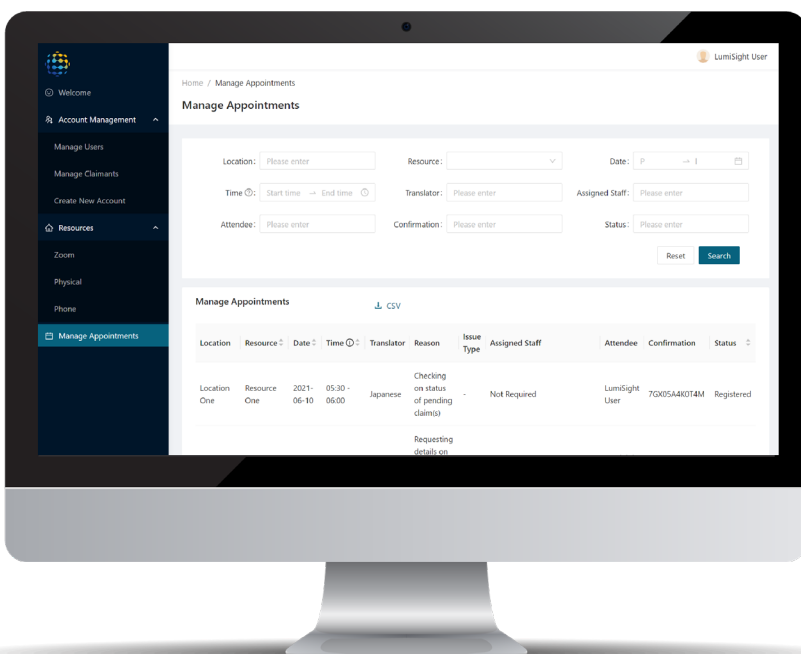 LumiSight User
Home / Manage Appointments
Manage Appointments
Welcome
Account Management
Manage Users
Manage Claimants
Create New Account
Resources
Zoom
Physical
Phone
Manage Appointments
Location: Please enter Resource: Date: P → I
Time : Start time → End time Translator: Please enter Assigned Staff: Please enter
Attendee: Please enter Confirmation: Please enter Status: Please enter
Reset Search
Manage Appointments CSV
Location Resource Date Time Translator Reason Issue Type Assigned Staff Attendee Confirmation Status
Location One Resource One 2021-06-10 05:30 - 06:00 Japanese Checking on status of pending claim(s) - Not Required LumiSight User 7GX05A4K0T4M Registered
Requesting
details on